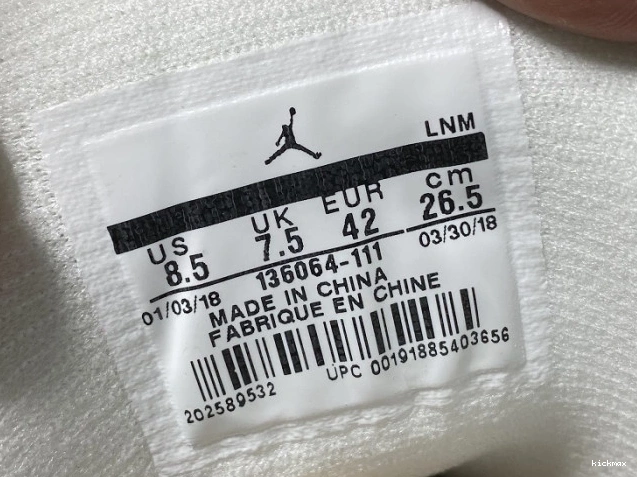 LNM
US UK EUR cm
8.5 7.5 42 26.5
01/03/18 136064-111 03/30/18
MADE IN CHINA
FABRIQUE EN CHINE
202589532 UPC 00191885403656
kickmax